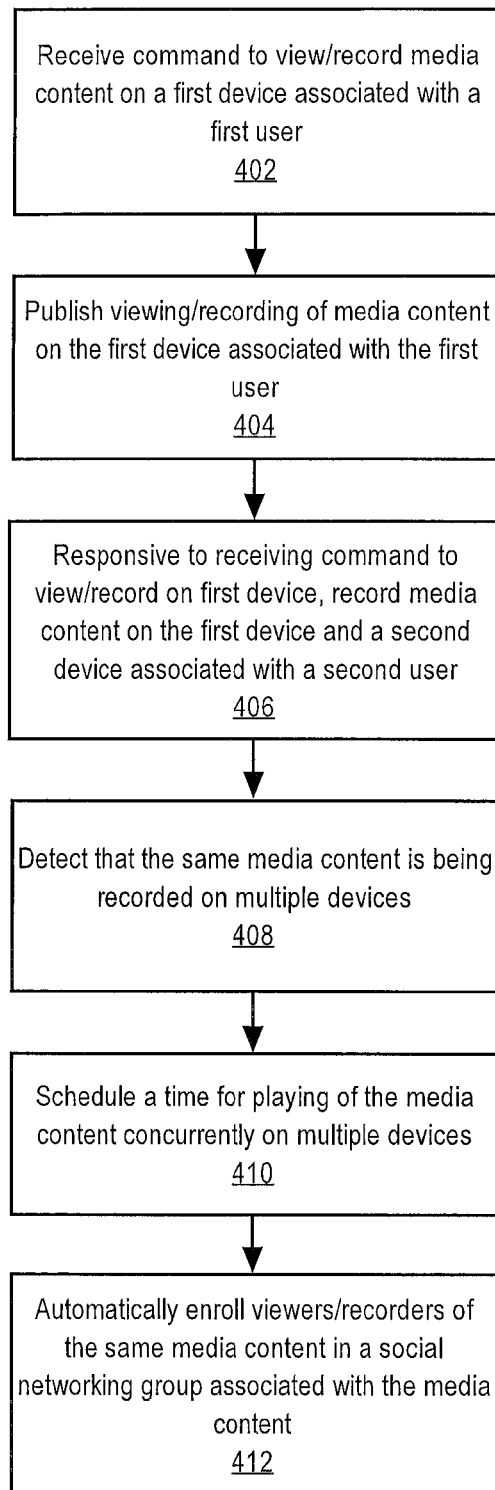 Receive command to view/record media
content on a first device associated with a
first user
402
Publish viewing/recording of media content
on the first device associated with the first
user
404
Responsive to receiving command to
view/record on first device, record media
content on the first device and a second
device associated with a second user
406
Detect that the same media content is being
recorded on multiple devices
408
Schedule a time for playing of the media
content concurrently on multiple devices
410
Automatically enroll viewers/recorders of
the same media content in a social
networking group associated with the media
content
412